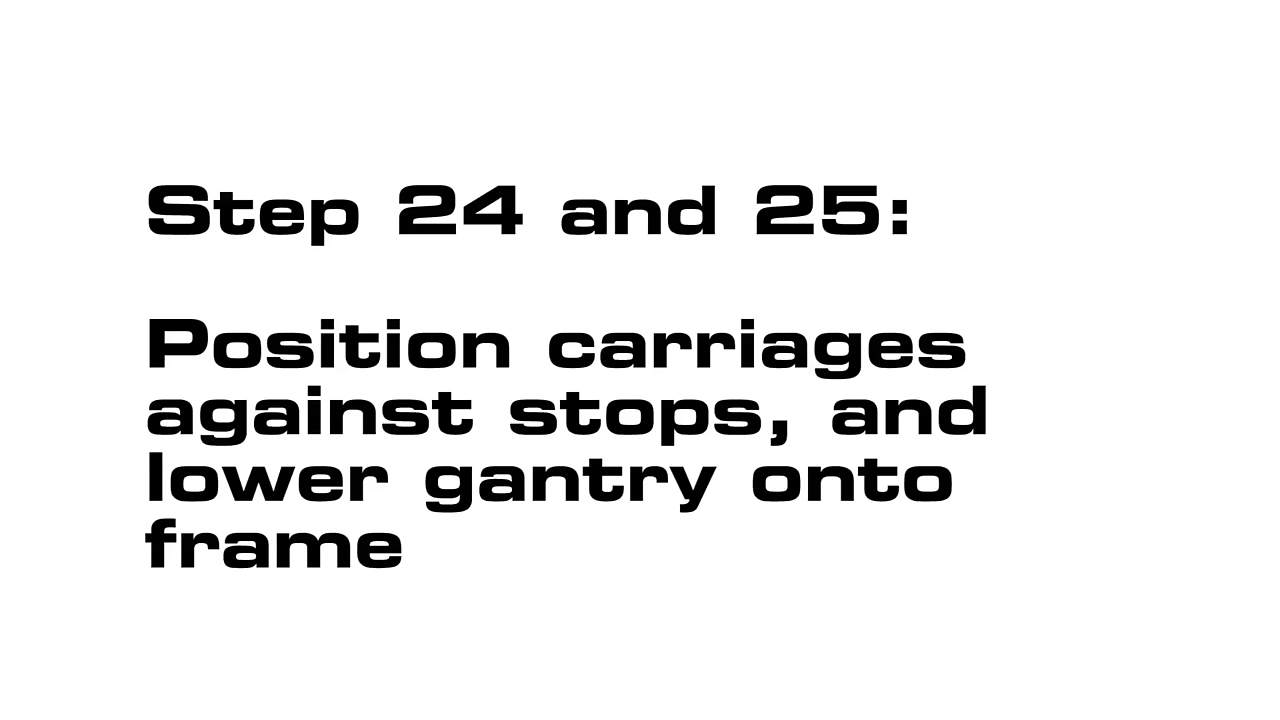 Step 24 and 25:
Position carriages
against stops, and
lower gantry onto
frame